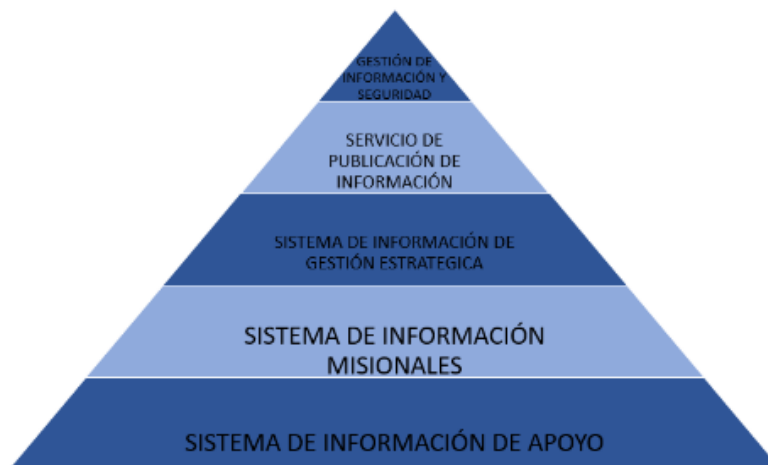 GESTIÓN DE
INFORMACIÓN Y
SEGURIDAD
SERVICIO DE
PUBLICACIÓN DE
INFORMACIÓN
SISTEMA DE INFORMACIÓN DE
GESTIÓN ESTRATEGICA
SISTEMA DE INFORMACIÓN
MISIONALES
SISTEMA DE INFORMACIÓN DE APOYO